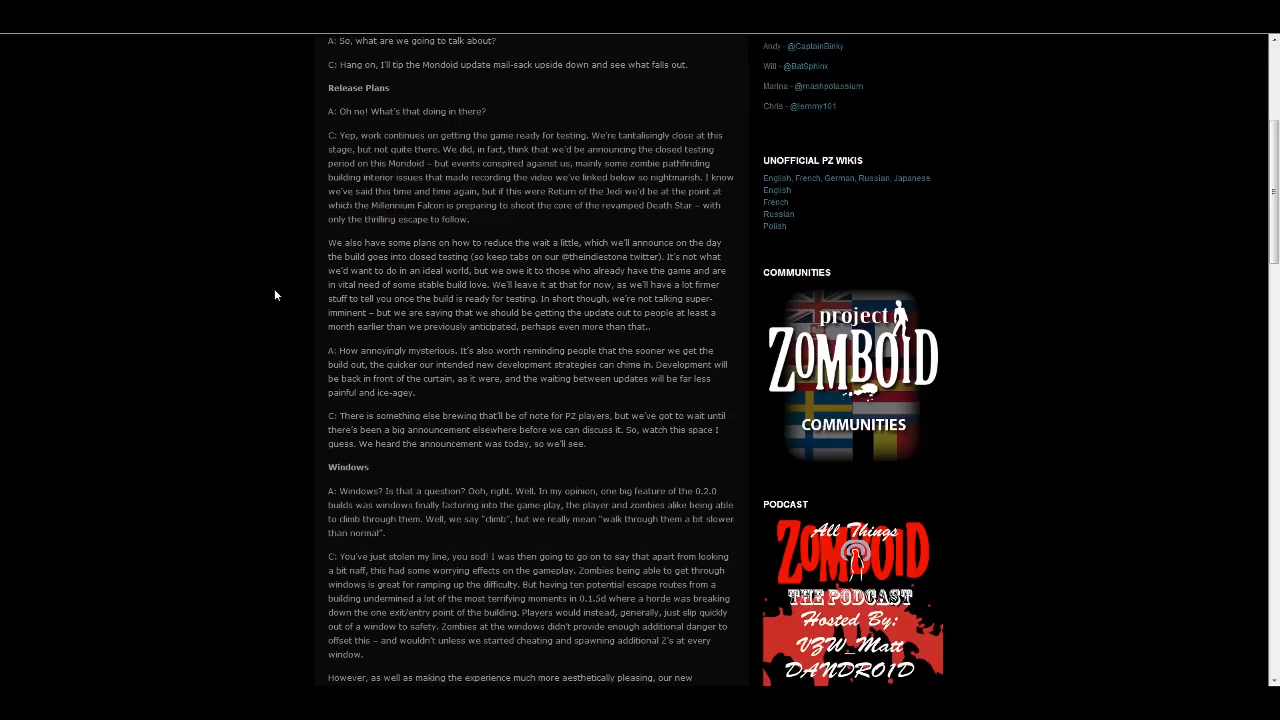 A: So, what are we going to talk about?
C: Hang on, I'll tip the Mondoid update mail-sack upside down and see what falls out.
Release Plans
A: Oh no! What's that doing in there?
C: Yep, work continues on getting the game ready for testing. We're tantalisingly close at this
stage, but not quite there. We did, in fact, think that we'd be announcing the closed testing
period on this Mondoid – but events conspired against us, mainly some zombie pathfinding
building interior issues that made recording the video we've linked below so nightmarish. I know
we've said this time and time again, but if this were Return of the Jedi we'd be at the point at
which the Millennium Falcon is preparing to shoot the core of the revamped Death Star – with
only the thrilling escape to follow.
We also have some plans on how to reduce the wait a little, which we'll announce on the day
the build goes into closed testing (so keep tabs on our @theindiestone twitter). It's not what
we'd want to do in an ideal world, but we owe it to those who already have the game and are
in vital need of some stable build love. We'll leave it at that for now, as we'll have a lot firmer
stuff to tell you once the build is ready for testing. In short though, we're not talking super-
imminent – but we are saying that we should be getting the update out to people at least a
month earlier than we previously anticipated, perhaps even more than that..
A: How annoyingly mysterious. It's also worth reminding people that the sooner we get the
build out, the quicker our intended new development strategies can chime in. Development will
be back in front of the curtain, as it were, and the waiting between updates will be far less
painful and ice-agey.
C: There is something else brewing that'll be of note for PZ players, but we've got to wait until
there's been a big announcement elsewhere before we can discuss it. So, watch this space I
guess. We heard the announcement was today, so we'll see.
Windows
A: Windows? Is that a question? Ooh, right. Well. In my opinion, one big feature of the 0.2.0
builds was windows finally factoring into the game-play, the player and zombies alike being able
to climb through them. Well, we say "climb", but we really mean "walk through them a bit slower
than normal".
C: You've just stolen my line, you sod! I was then going to go on to say that apart from looking
a bit naff, this had some worrying effects on the gameplay. Zombies being able to get through
windows is great for ramping up the difficulty. But having ten potential escape routes from a
building undermined a lot of the most terrifying moments in 0.1.5d where a horde was breaking
down the one exit/entry point of the building. Players would instead, generally, just slip quickly
out of a window to safety. Zombies at the windows didn't provide enough additional danger to
offset this – and wouldn't unless we started cheating and spawning additional Z's at every
window.
However, as well as making the experience much more aesthetically pleasing, our new
Andy - @CaptainBinky
Will - @BatSphinx
Marina - @mashpotassium
Chris - @lemmy101
UNOFFICIAL PZ WIKIS
English, French, German, Russian, Japanese
English
French
Russian
Polish
COMMUNITIES
project
ZOMBOID
COMMUNITIES
PODCAST
All Things
ZOMBOID
THE PODCAST
Hosted By:
VZW_Matt
DANDROID